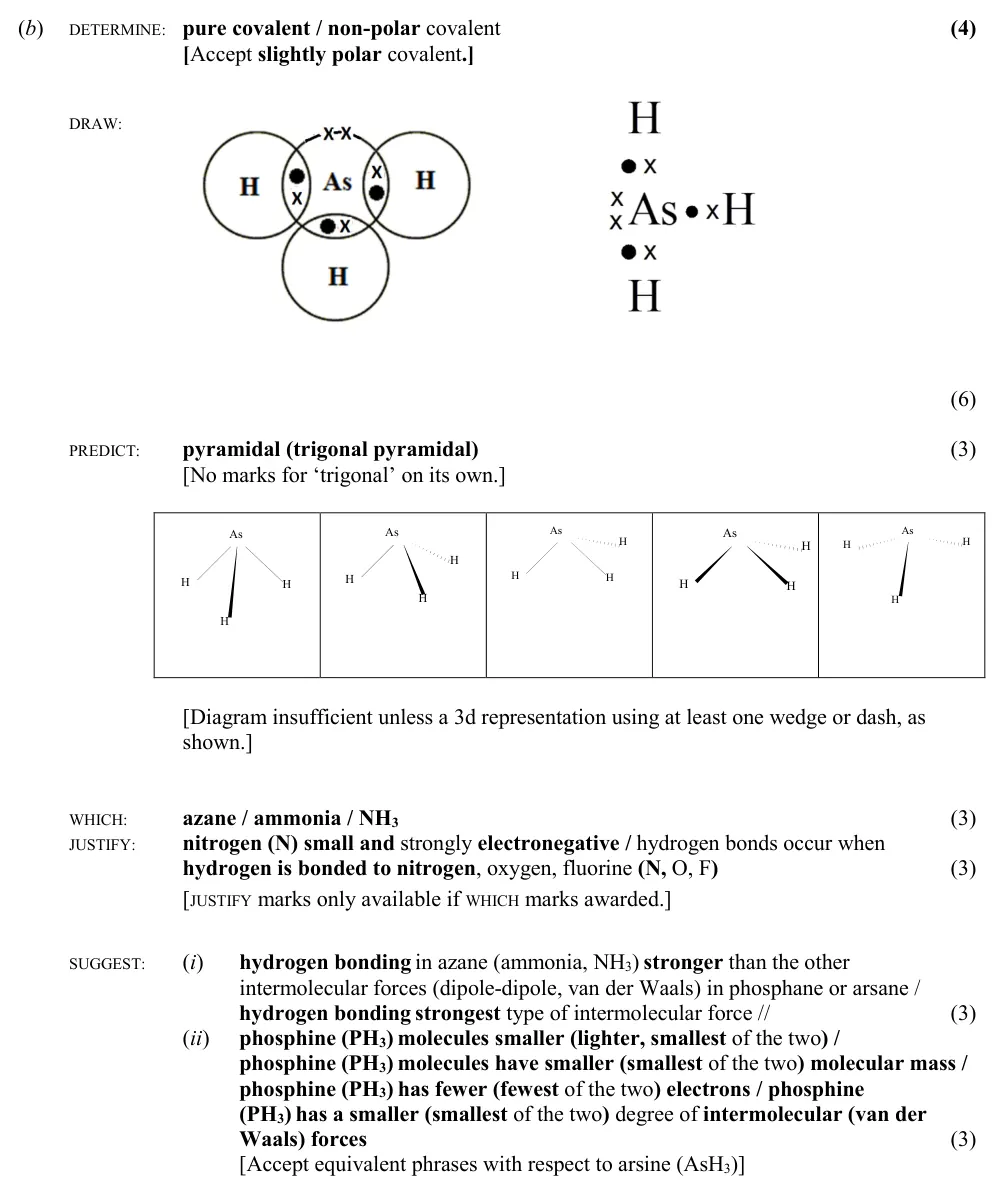 (b) DETERMINE: pure covalent / non-polar covalent (4)
[Accept slightly polar covalent.]
DRAW:
x-x
H x As x H
x
H
H
x
x
x As x H
x
H
(6)
PREDICT: pyramidal (trigonal pyramidal) (3)
[No marks for ‘trigonal’ on its own.]
As H H H
As H H H
As H H H
As H H H
As H H H
[Diagram insufficient unless a 3d representation using at least one wedge or dash, as
shown.]
WHICH: azane / ammonia / NH₃ (3)
JUSTIFY: nitrogen (N) small and strongly electronegative / hydrogen bonds occur when
hydrogen is bonded to nitrogen, oxygen, fluorine (N, O, F) (3)
[JUSTIFY marks only available if WHICH marks awarded.]
SUGGEST: (i) hydrogen bonding in azane (ammonia, NH₃) stronger than the other
intermolecular forces (dipole-dipole, van der Waals) in phosphane or arsane /
hydrogen bonding strongest type of intermolecular force // (3)
(ii) phosphine (PH₃) molecules smaller (lighter, smallest of the two) /
phosphine (PH₃) molecules have smaller (smallest of the two) molecular mass /
phosphine (PH₃) has fewer (fewest of the two) electrons / phosphine
(PH₃) has a smaller (smallest of the two) degree of intermolecular (van der
Waals) forces (3)
[Accept equivalent phrases with respect to arsine (AsH₃)]